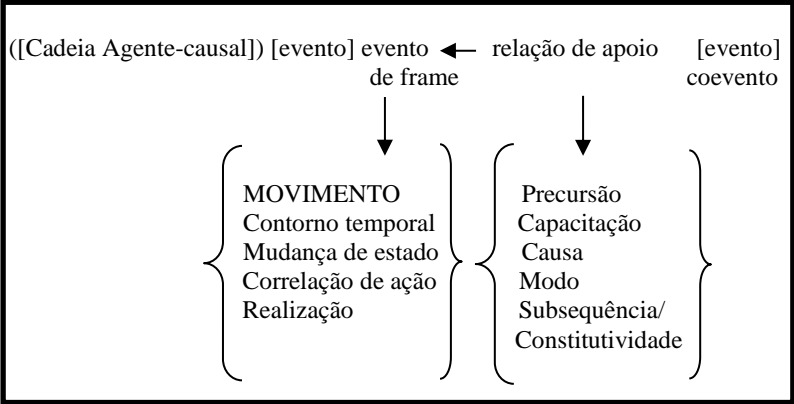 ([Cadeia Agente-causal]) [evento] evento relação de apoio [evento]
de frame coevento
MOVIMENTO Precursão
Contorno temporal Capacitação
Mudança de estado Causa
Correlação de ação Modo
Realização Subsequência/
Constitutividade